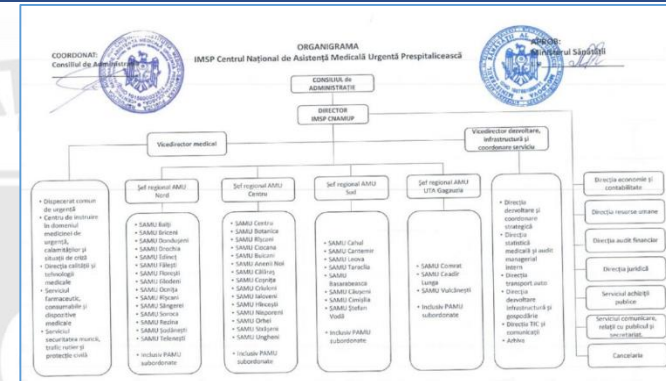 COORDONAT:
Consiliul de Administrație
ORGANIGRAMA
IMSP Centrul Național de Asistență Medicală Urgentă Prespitalicească
APROB:
Ministerul Sănătății
CONSILIUL de
ADMINISTRAȚIE
DIRECTOR
IMSP CNAMUP
Vicedirector medical
Vicedirector dezvoltare,
infrastructură și
coordonare servicii
• Dispecerat comun
de urgență
• Centru de instruire
în domeniul
medicinei de
urgență,
calamităților și
situații de criză
• Direcția calității și
tehnologii
medicale
• Serviciul
farmaceutic,
consumabile și
dispozitive
medicale
• Serviciul
securitatea muncii,
trafic rutier și
protecție civilă
Șef regional AMU
Nord
• SAMU Bălți
• SAMU Briceni
• SAMU Dondușeni
• SAMU Drochia
• SAMU Edineț
• SAMU Fălești
• SAMU Florești
• SAMU Glodeni
• SAMU Ocnița
• SAMU Rîșcani
• SAMU Sângerei
• SAMU Soroca
• SAMU Rezina
• SAMU Șoldănești
• SAMU Telenești
• Inclusiv PAMU
subordonate
Șef regional AMU
Centru
• SAMU Centru
• SAMU Botanica
• SAMU Rîșcani
• SAMU Ciocana
• SAMU Buiucani
• SAMU Anenii Noi
• SAMU Călărași
• SAMU Coșnița
• SAMU Criuleni
• SAMU Ialoveni
• SAMU Hîncești
• SAMU Nisporeni
• SAMU Orhei
• SAMU Strășeni
• SAMU Ungheni
• Inclusiv PAMU
subordonate
Șef regional AMU
Sud
• SAMU Cahul
• SAMU Cantemir
• SAMU Leova
• SAMU Taraclia
• SAMU
Basarabeasca
• SAMU Căușeni
• SAMU Cimișlia
• SAMU Ștefan
Vodă
• Inclusiv PAMU
subordonate
Șef regional AMU
UTA Gagauzia
• SAMU Comrat
• SAMU Ceadîr
Lunga
• SAMU Vulcănești
• Inclusiv PAMU
subordonate
• Direcția
dezvoltare și
coordonare
strategică
• Direcția
statistică
medicală și audit
managerial
intern
• Direcția
transport auto
• Direcția
dezvoltare
infrastructură și
gospodărie
• Direcția TIC și
comunicații
• Arhiva
Direcția economie și
contabilitate
Direcția resurse umane
Direcția audit financiar
Direcția juridică
Serviciul achiziții
publice
Serviciul comunicare,
relații cu publicul și
secretariat
Cancelaria